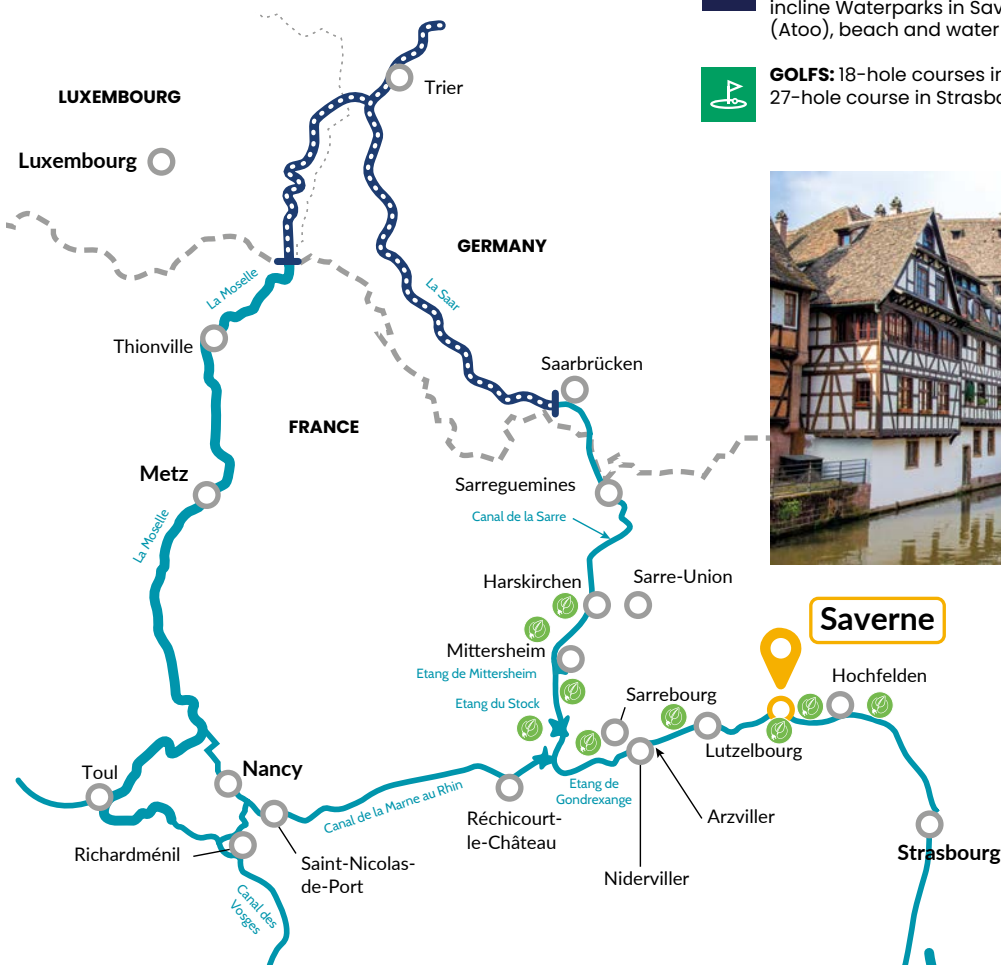 incline Waterparks in Sav
(Atoo), beach and water
GOLFS: 18-hole courses in
27-hole course in Strasbo
Trier
LUXEMBOURG
Luxembourg
GERMANY
La Moselle
La Saar
Thionville
Saarbrücken
FRANCE
Metz
Sarreguemines
Canal de la Sarre
La Moselle
Harskirchen
Sarre-Union
Saverne
Mittersheim
Etang de Mittersheim
Hochfelden
Etang du Stock
Sarrebourg
Lutzelbourg
Toul
Nancy
Canal de la Marne au Rhin
Etang de
Gondrexange
Réchicourt-
le-Château
Arzviller
Richardménil
Saint-Nicolas-
de-Port
Strasbourg
Niderviller
Canal des
Vosges